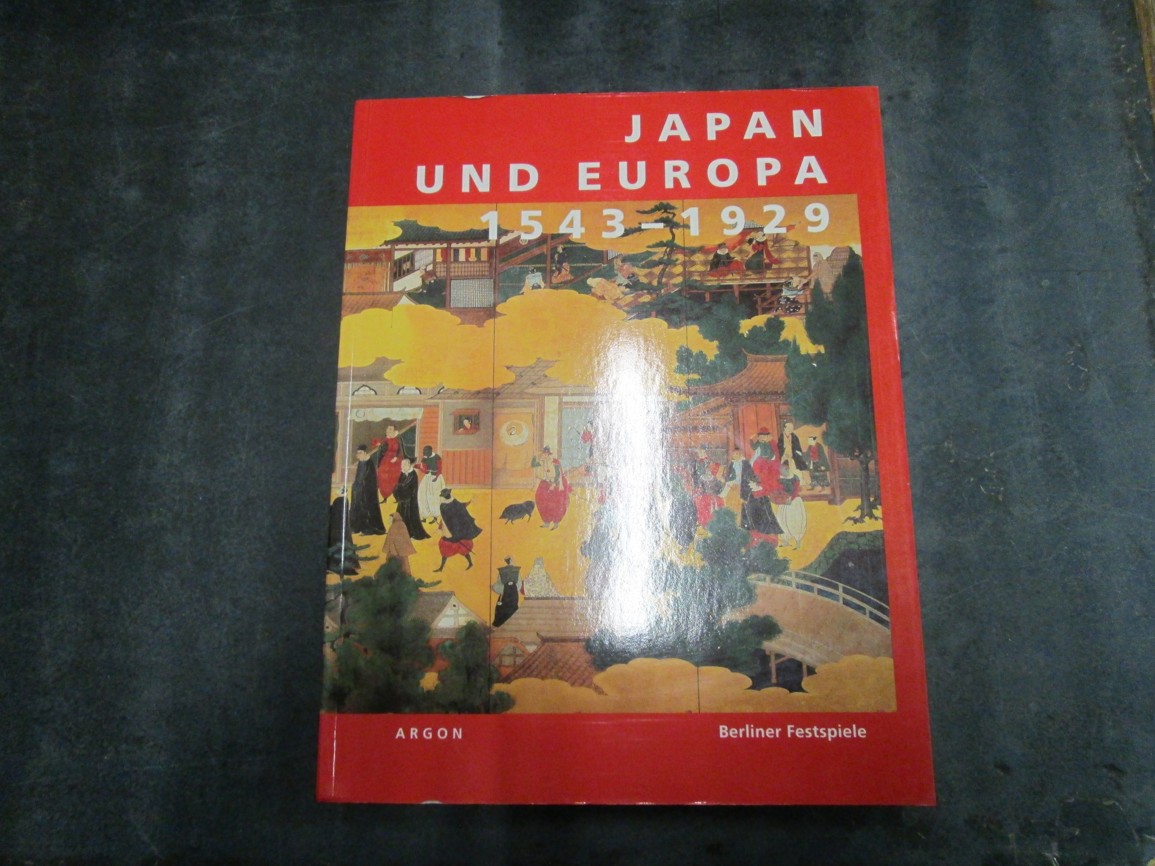 JAPAN
UND EUROPA
1543–1929
ARGON
Berliner Festspiele